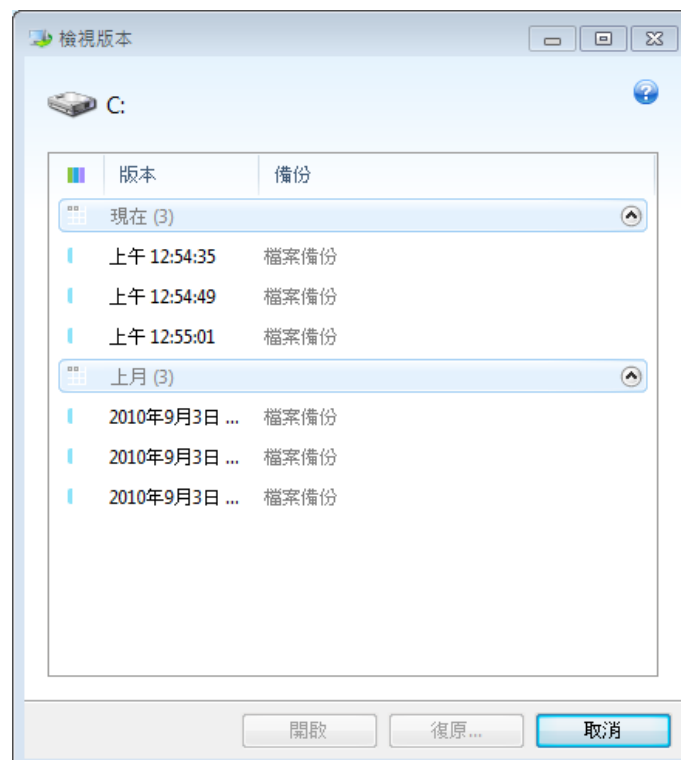 檢視版本
C:
版本 備份
現在 (3)
上午 12:54:35 檔案備份
上午 12:54:49 檔案備份
上午 12:55:01 檔案備份
上月 (3)
2010年9月3日 ... 檔案備份
2010年9月3日 ... 檔案備份
2010年9月3日 ... 檔案備份
開啟 復原... 取消